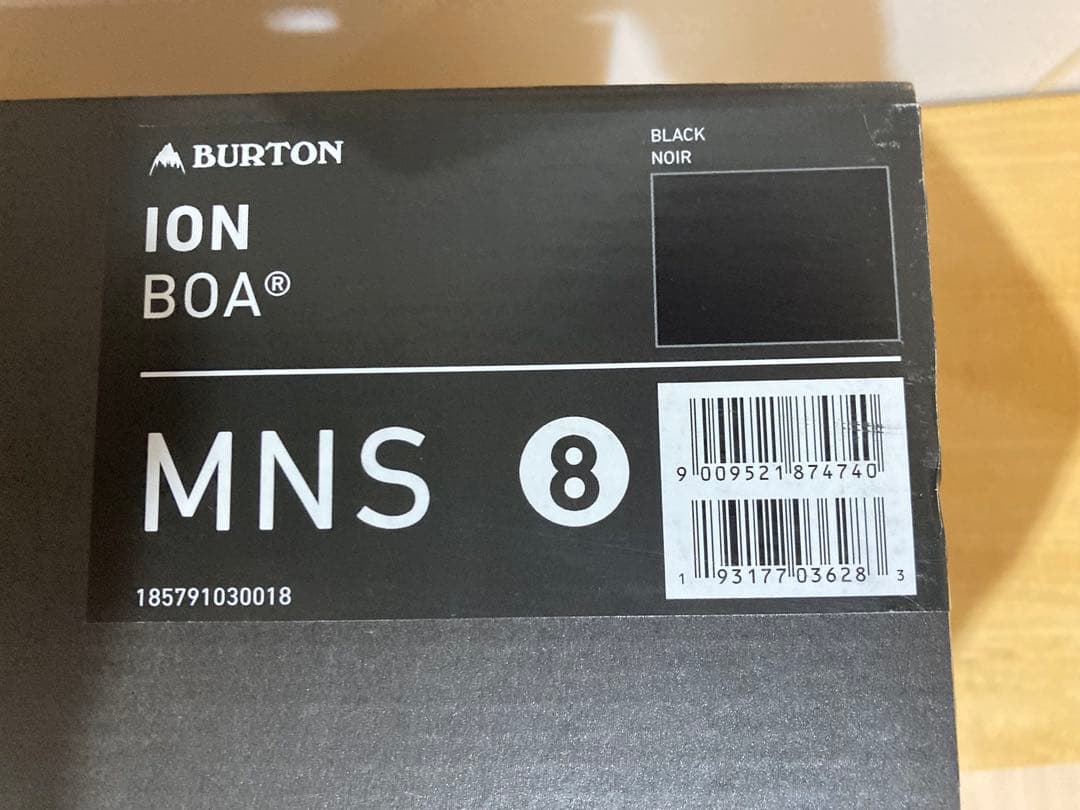 BURTON
ION
BOA®
BLACK
NOIR
MNS 8
185791030018
9 009521 874740
1 93177 03628 3